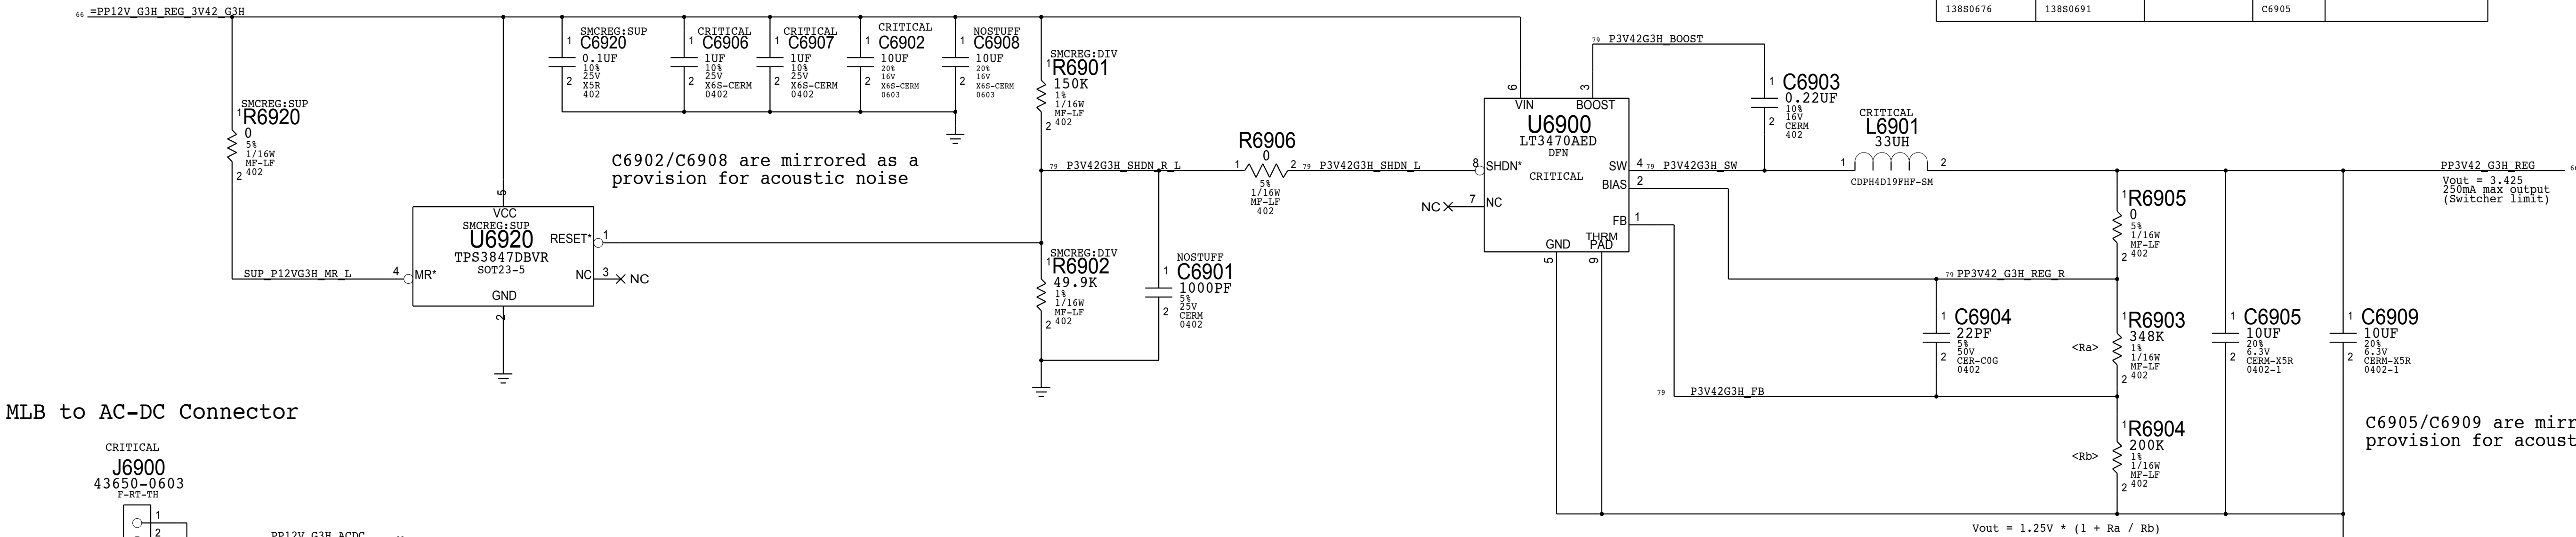 66 =PP12V_G3H_REG_3V42_G3H
138S0676 138S0691 C6905
SMCREG:SUP
R6920
1
0
5%
1/16W
MF-LF
2 402
SUP_P12VG3H_MR_L
4
MR*
5
VCC
SMCREG:SUP
U6920
TPS3847DBVR
SOT23-5
RESET* 1
NC 3 NC
GND
2
SMCREG:SUP
1 C6920
0.1UF
10%
25V
2 X5R
402
CRITICAL
1 C6906
1UF
10%
25V
2 X6S-CERM
0402
CRITICAL
1 C6907
1UF
10%
25V
2 X6S-CERM
0402
CRITICAL
1 C6902
10UF
20%
16V
2 X6S-CERM
0603
NOSTUFF
1 C6908
10UF
20%
16V
2 X6S-CERM
0603
C6902/C6908 are mirrored as a
provision for acoustic noise
SMCREG:DIV
1 R6901
150K
1%
1/16W
MF-LF
2 402
79 P3V42G3H_SHDN_R_L
SMCREG:DIV
1 R6902
49.9K
1%
1/16W
MF-LF
2 402
NOSTUFF
1 C6901
1000PF
5%
25V
2 CERM
0402
R6906
1 0 2
5%
1/16W
MF-LF
402
79 P3V42G3H_SHDN_L
NC 7 NC
8 SHDN*
6
VIN
3
BOOST
U6900
LT3470AED
DFN
CRITICAL
SW 4
BIAS 2
FB 1
GND
THRM
PAD
5
9
79 P3V42G3H_BOOST
1 C6903
0.22UF
10%
16V
2 CERM
402
79 P3V42G3H_SW
CRITICAL
L6901
33UH
1 2
CDPH4D19FHF-SM
PP3V42_G3H_REG
Vout = 3.425
250mA max output
(Switcher limit)
1 R6905
0
5%
1/16W
MF-LF
2 402
79 PP3V42_G3H_REG_R
1 C6904
22PF
5%
50V
2 CER-C0G
0402
<Ra>
1 R6903
348K
1%
1/16W
MF-LF
2 402
79 P3V42G3H_FB
<Rb>
1 R6904
200K
1%
1/16W
MF-LF
2 402
1 C6905
10UF
20%
6.3V
2 CERM-X5R
0402-1
1 C6909
10UF
20%
6.3V
2 CERM-X5R
0402-1
C6905/C6909 are
provision for
Vout = 1.25V * (1 + Ra / Rb)
MLB to AC-DC Connector
CRITICAL
J6900
43650-0603
F-RT-TH
1
2
PP12V_G3H_ACDC